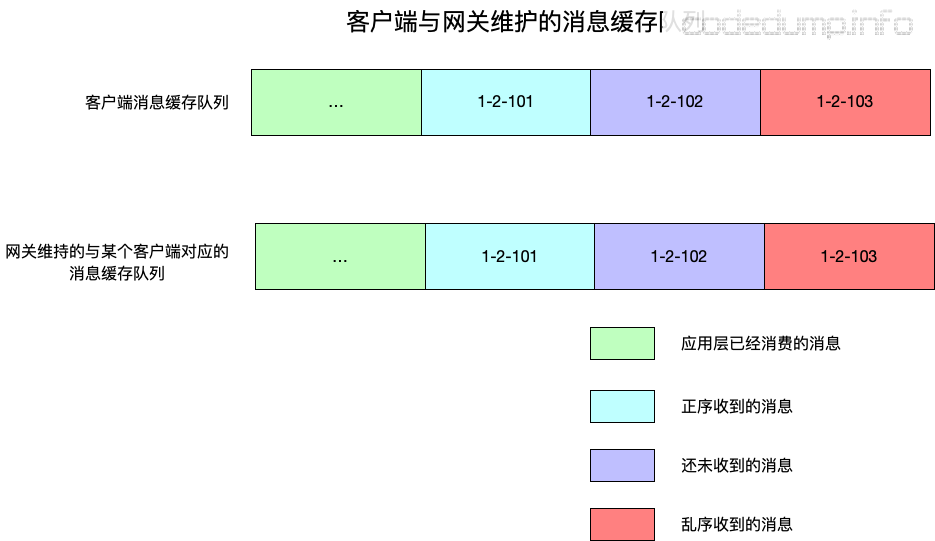 客户端与网关维护的消息缓存队列
codedumpinfo
客户端消息缓存队列
...
1-2-101
1-2-102
1-2-103
网关维持的与某个客户端对应的
消息缓存队列
...
1-2-101
1-2-102
1-2-103
应用层已经消费的消息
正序收到的消息
还未收到的消息
乱序收到的消息